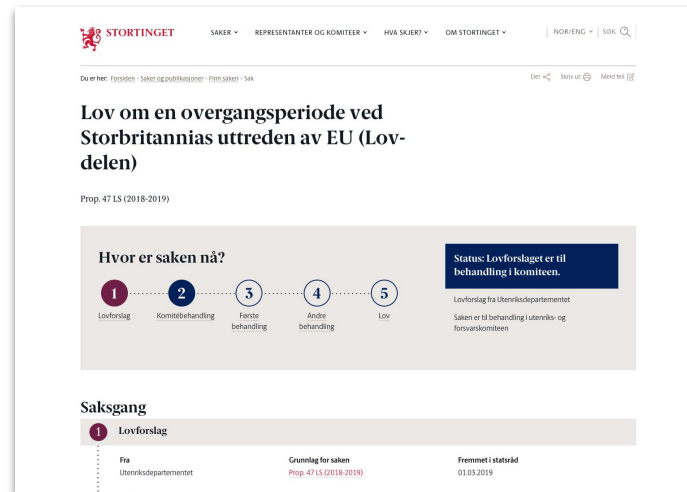 STORTINGET
SAKER
REPRESENTANTER OG KOMITEER
HVA SKJER?
OM STORTINGET
NOR/ENG
SØK
Du er her: Forsiden - Saker og publikasjoner - Finn saken - Sak
Del
Skriv ut
Meld feil
Lov om en overgangsperiode ved
Storbritannias uttreden av EU (Lov-
delen)
Prop. 47 LS (2018-2019)
Hvor er saken nå?
1
2
3
4
5
Lovforslag
Komitébehandling
Første
behandling
Andre
behandling
Lov
Status: Lovforslaget er til
behandling i komiteen.
Lovforslag fra Utenriksdepartementet
Saken er til behandling i utenriks- og
forsvarskomiteen
Saksgang
1 Lovforslag
Fra
Utenriksdepartementet
Grunnlag for saken
Prop. 47 LS (2018-2019)
Fremmet i statsråd
01.03.2019